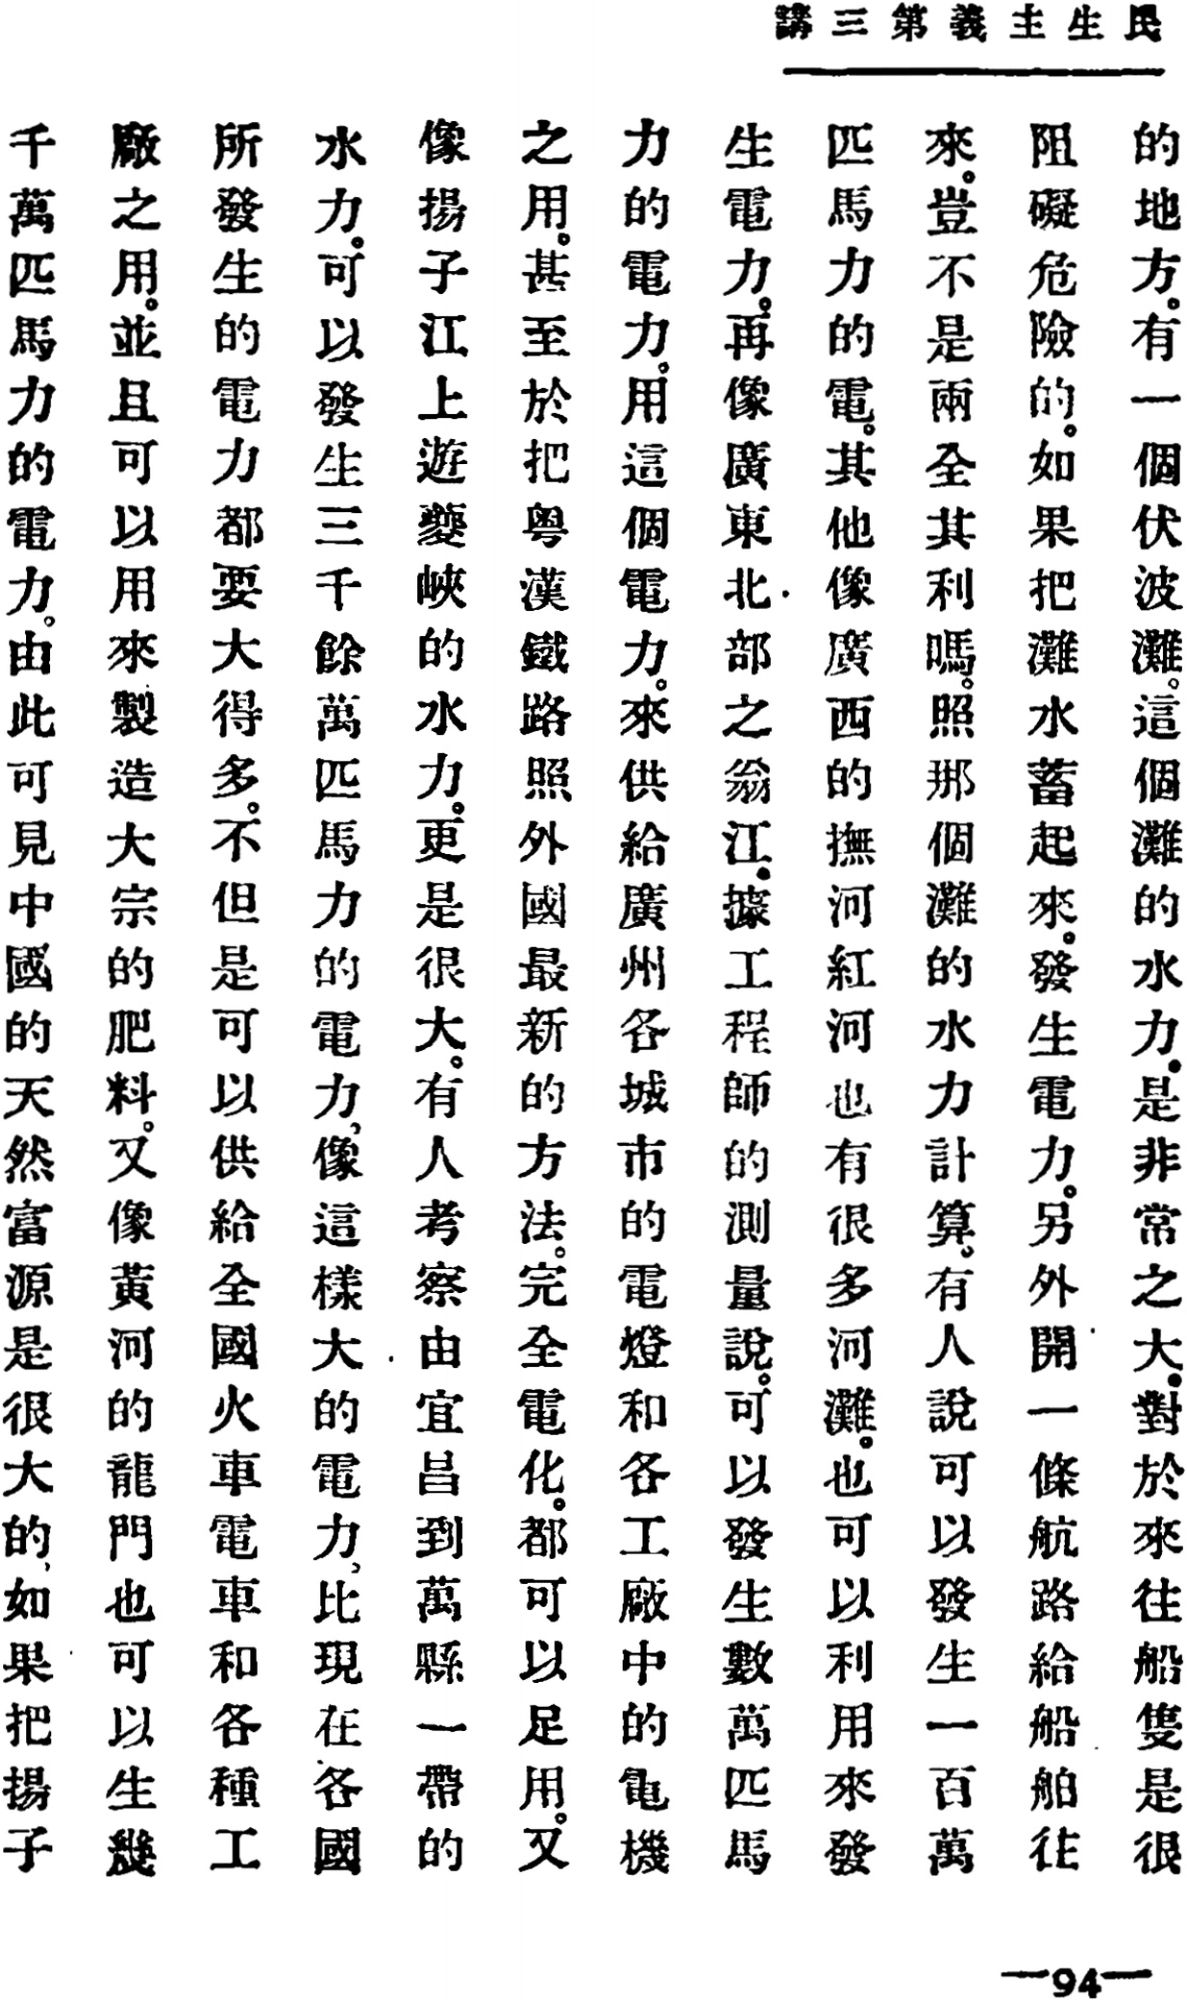 民生主義第三講
的地方。有一個伏波灘。這個灘的水力。是非常之大。對於來往船隻是很
阻礙危險的。如果把灘水蓄起來。發生電力。另外開一條航路給船舶往
來。豈不是兩全其利嗎。照那個灘的水力計算。有人說可以發生一百萬
匹馬力的電。其他像廣西的撫河紅河也有很多河灘。也可以利用來發
生電力。再像廣東北部之翁江。據工程師的測量說。可以發生數萬匹馬
力的電力。用這個電力。來供給廣州各城市的電燈和各工廠中的電機
之用。甚至於把粵漢鐵路照外國最新的方法。完全電化。都可以足用。又
像揚子江上遊夔峽的水力。更是很大。有人考察由宜昌到萬縣一帶的
水力。可以發生三千餘萬匹馬力的電力、像這樣大的電力、比現在各國
所發生的電力都要大得多。不但是可以供給全國火車電車和各種工
廠之用。並且可以用來製造大宗的肥料。又像黃河的龍門也可以生幾
千萬匹馬力的電力。由此可見中國的天然富源是很大的、如果把揚子
—94—